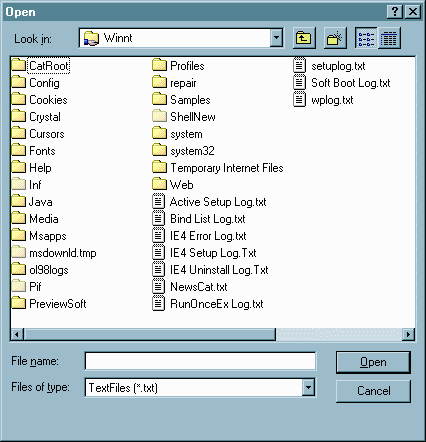 Open
Look in: Winnt
CatRoot
Config
Cookies
Crystal
Cursors
Fonts
Help
Inf
Java
Media
Msapps
msdownld.tmp
ol98logs
Pif
PreviewSoft
Profiles
repair
Samples
ShellNew
system
system32
Temporary Internet Files
Web
Active Setup Log.txt
Bind List Log.txt
IE4 Error Log.txt
IE4 Setup Log.Txt
IE4 Uninstall Log.Txt
NewsCat.txt
RunOnceEx Log.txt
setuplog.txt
Soft Boot Log.txt
wplog.txt
File name:
Open
Files of type: TextFiles (*.txt)
Cancel